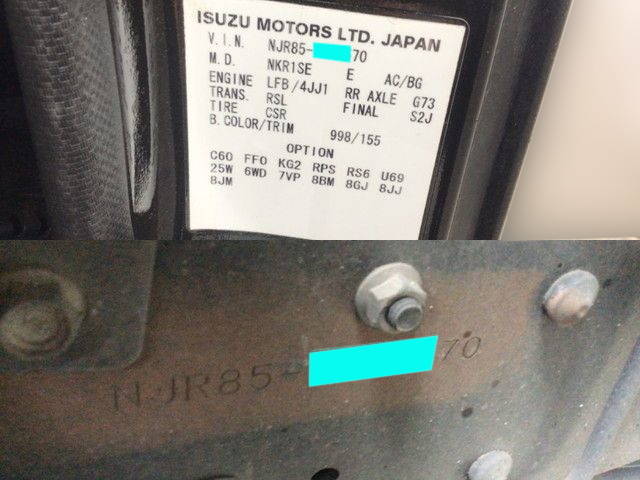 ISUZU MOTORS LTD. JAPAN
V.I.N. NJR85- 70
M.D. NKR1SE E AC/BG
ENGINE LFB/4JJ1 RR AXLE G73
TRANS. RSL FINAL S2J
TIRE CSR
B.COLOR/TRIM 998/155
OPTION
C60 FF0 KG2 RPS RS6 U69
25W 6WD 7VP 8BM 8GJ 8JJ
8JM
NJR85- 70